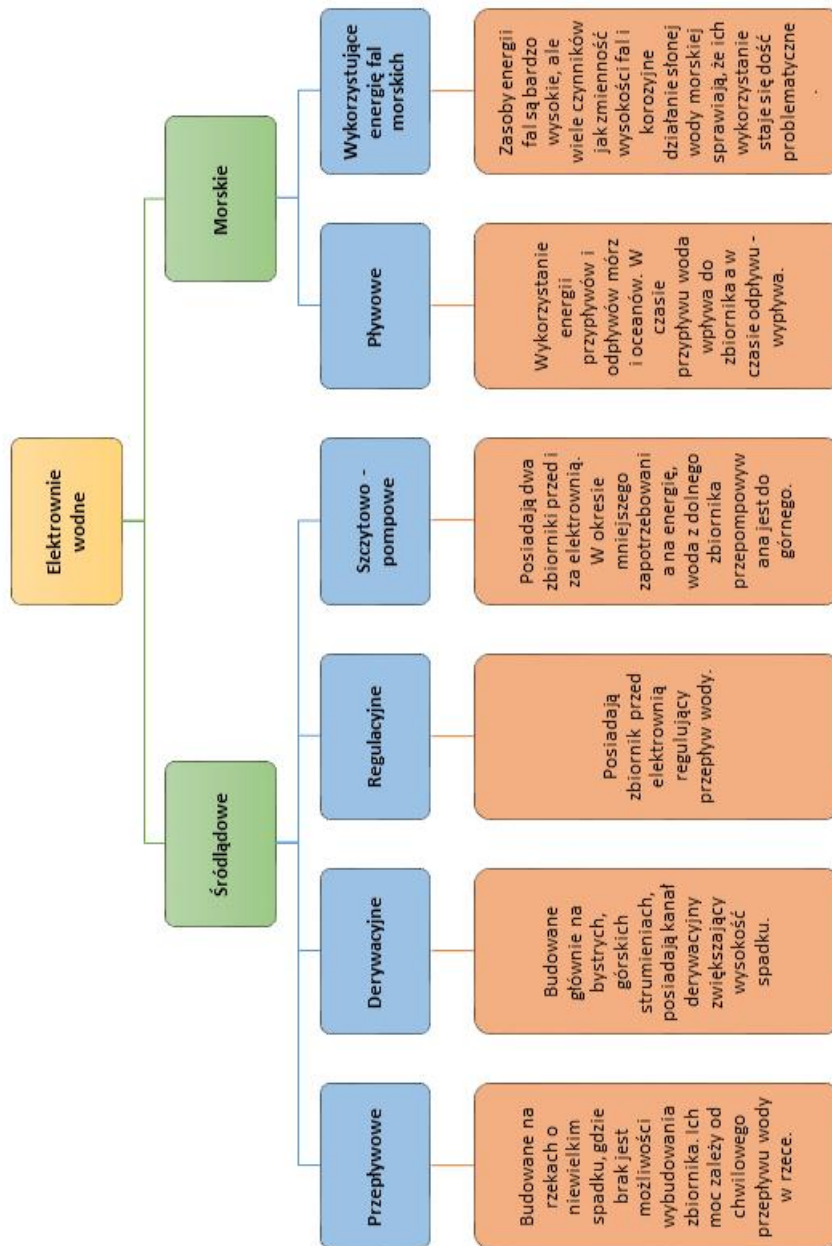 Elektrownie
wodne
Śródlądowe
Morskie
Przepływowe
Derywacyjne
Regulacyjne
Szczytowo -
pompowe
Pływowe
Wykorzystujące
energię fal
morskich
Budowane na
rzekach o
niewielkim
spadku, gdzie
brak jest
możliwości
wybudowania
zbiornika. Ich
moc zależy od
chwilowego
przepływu wody
w rzece.
Budowane
głównie na
bystrych,
górskich
strumieniach,
posiadają kanał
derywacyjny
zwiększający
wysokość
spadku.
Posiadają
zbiornik przed
elektrownią
regulujący
przepływ wody.
Posiadają dwa
zbiorniki przed i
za elektrownią.
W okresie
mniejszego
zapotrzebowani
a na energię,
woda z dolnego
zbiornika
przepompowyw
ana jest do
górnego.
Wykorzystanie
energii
przypływów i
odpływów mórz
i oceanów. W
czasie
przypływu woda
wpływa do
zbiornika a w
czasie odpływu -
wypływa.
Zasoby energii
fal są bardzo
wysokie, ale
wiele czynników
jak zmienność
wysokości fal i
korozyjne
działanie słonej
wody morskiej
sprawiają, że ich
wykorzystanie
staje się dość
problematyczne
.